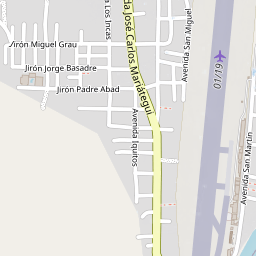 da José Carlos Mariátegui
a Los Incas
Avenida San Miguel
Jirón Miguel Grau
Jirón Jorge Basadre
Jirón Padre Abad
01/19
Avenida Iquitos
Avenida San Martín